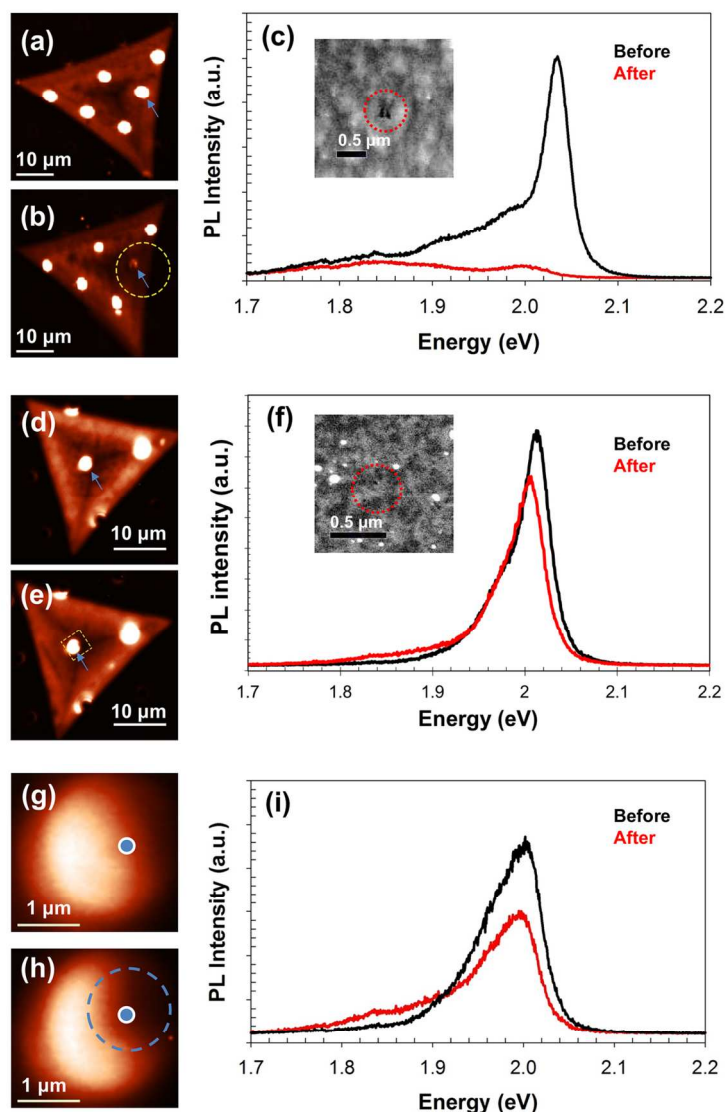 (a)
10 µm
(b)
10 µm
(c)
Before
After
0.5 µm
PL Intensity (a.u.)
1.7 1.8 1.9 2.0 2.1 2.2
Energy (eV)
(d)
10 µm
(e)
10 µm
(f)
Before
After
0.5 µm
PL intensity (a.u.)
1.7 1.8 1.9 2.0 2.1 2.2
Energy (eV)
(g)
1 µm
(h)
1 µm
(i)
Before
After
PL Intensity (a.u.)
1.7 1.8 1.9 2.0 2.1 2.2
Energy (eV)